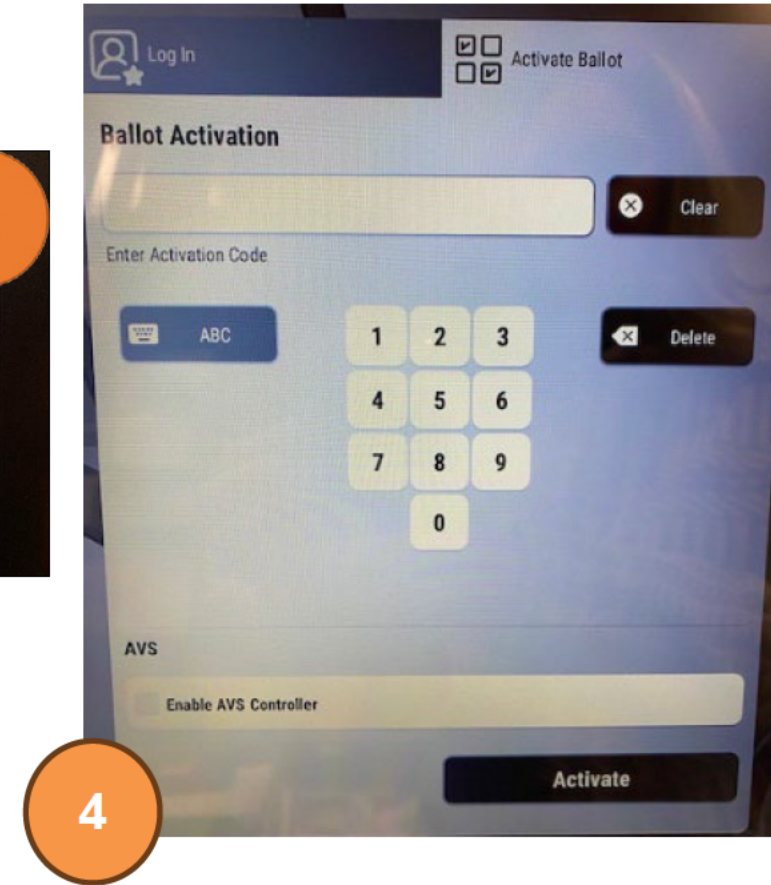 Log In
Activate Ballot
Ballot Activation
Clear
Enter Activation Code
ABC
1 2 3
Delete
4 5 6
7 8 9
0
AVS
Enable AVS Controller
Activate
4